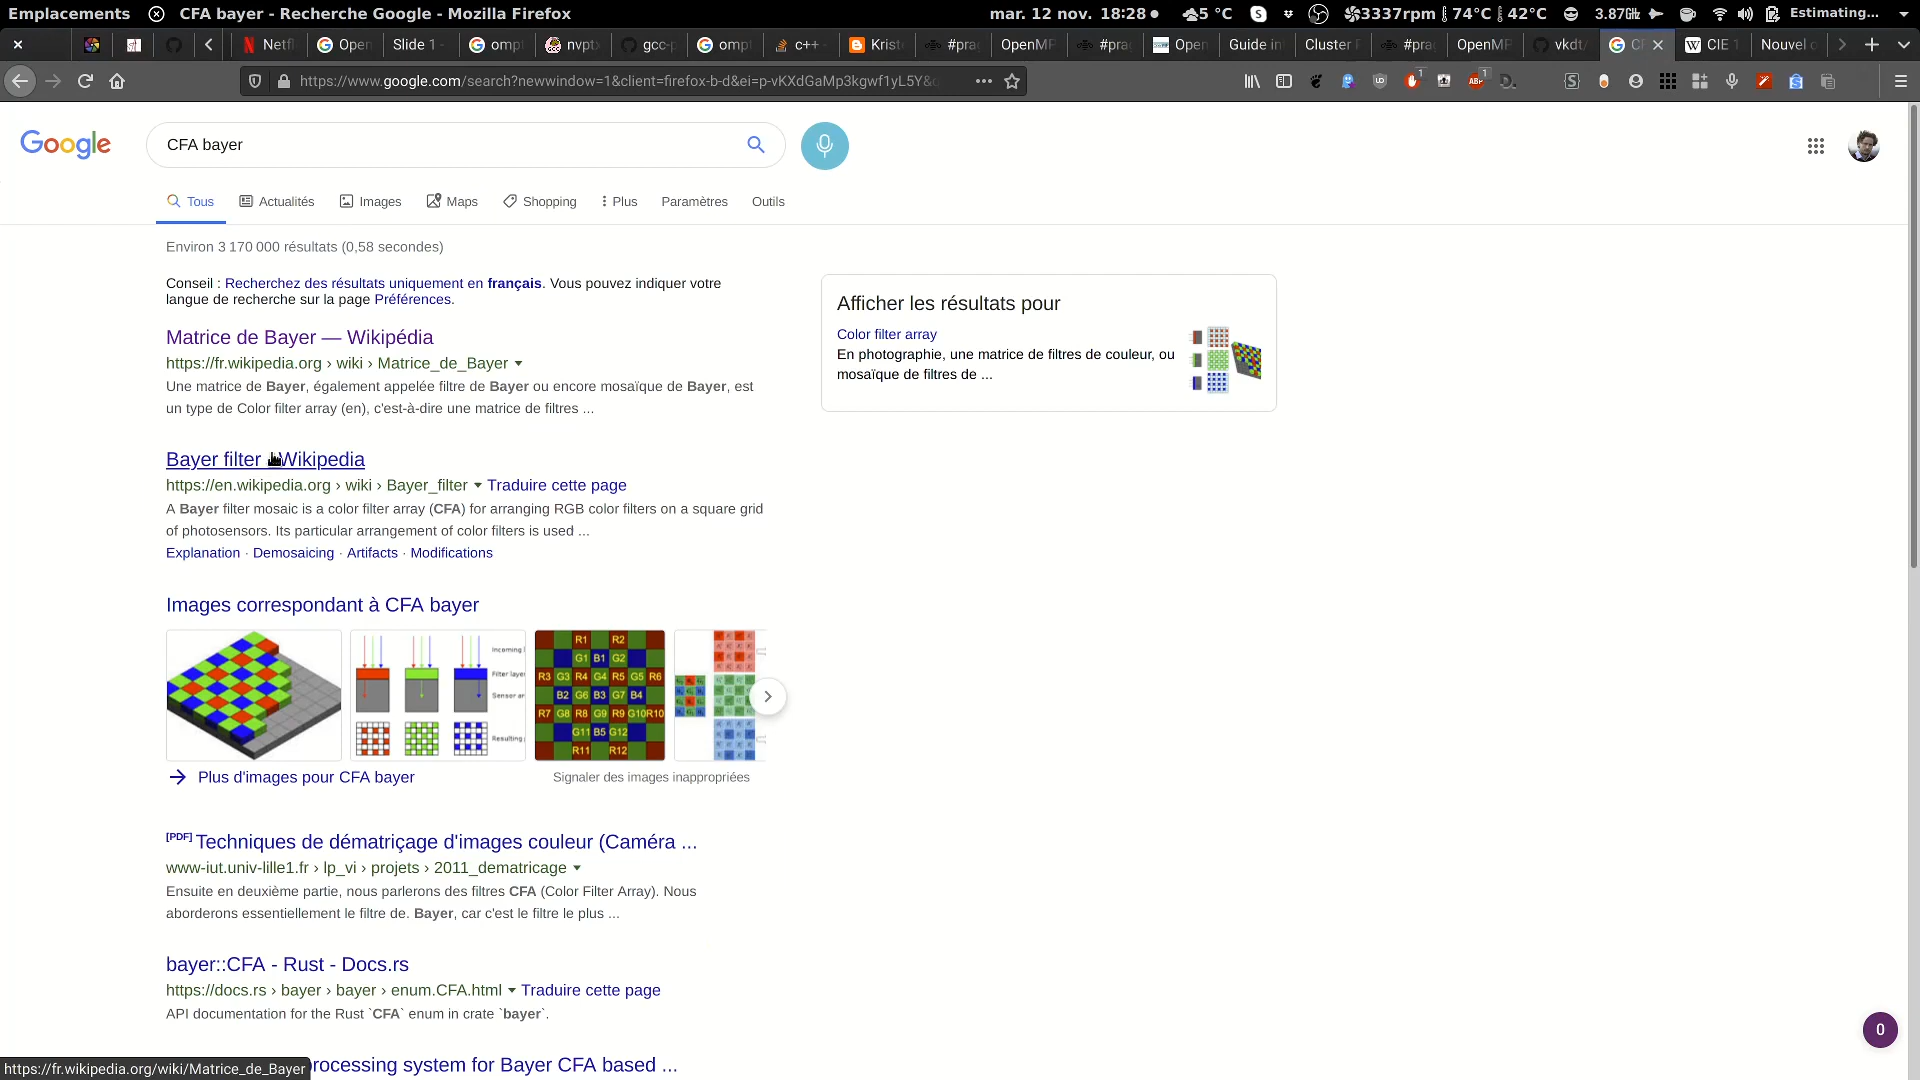 Emplacements
CFA bayer - Recherche Google - Mozilla Firefox
mar. 12 nov. 18:28
5 °C
3337rpm
74°C
42°C
3.87GHz
Estimating...
Netfl
Open
Slide 1 -
ompt
nvptx
gcc-p
ompt
c++ -
Krist
#prag
OpenMP
#prag
Open
Guide in
Cluster
#prag
OpenMP
vkdt/
CIE 1
Nouvel o
https://www.google.com/search?newwindow=1&client=firefox-b-d&ei=p-vKXdGaMp3kgwf1yL5Y&
Google
CFA bayer
Tous
Actualités
Images
Maps
Shopping
Plus
Paramètres
Outils
Environ 3 170 000 résultats (0,58 secondes)
Conseil : Recherchez des résultats uniquement en français. Vous pouvez indiquer votre
langue de recherche sur la page Préférences.
Matrice de Bayer — Wikipédia
https://fr.wikipedia.org › wiki › Matrice_de_Bayer
Une matrice de Bayer, également appelée filtre de Bayer ou encore mosaïque de Bayer, est
un type de Color filter array (en), c'est-à-dire une matrice de filtres ...
Bayer filter - Wikipedia
https://en.wikipedia.org › wiki › Bayer_filter Traduire cette page
A Bayer filter mosaic is a color filter array (CFA) for arranging RGB color filters on a square grid
of photosensors. Its particular arrangement of color filters is used ...
Explanation · Demosaicing · Artifacts · Modifications
Images correspondant à CFA bayer
Incoming l
Filter layer
Sensor ar
Resulting
R1 R2
G1 B1 G2
R3 G3 R4 G4 R5 G5 R6
B2 G6 B3 G7 B4
R7 G8 R8 G9 R9 G10 R10
G11 B5 G12
R11 R12
Plus d'images pour CFA bayer
Signaler des images inappropriées
[PDF] Techniques de dématriçage d'images couleur (Caméra ...
www-iut.univ-lille1.fr › lp_vi › projets › 2011_dematricage
Ensuite en deuxième partie, nous parlerons des filtres CFA (Color Filter Array). Nous
aborderons essentiellement le filtre de. Bayer, car c'est le filtre le plus ...
bayer::CFA - Rust - Docs.rs
https://docs.rs › bayer › bayer › enum.CFA.html Traduire cette page
API documentation for the Rust `CFA` enum in crate `bayer`.
rocessing system for Bayer CFA based ...
https://fr.wikipedia.org/wiki/Matrice_de_Bayer
Afficher les résultats pour
Color filter array
En photographie, une matrice de filtres de couleur, ou
mosaïque de filtres de ...
0